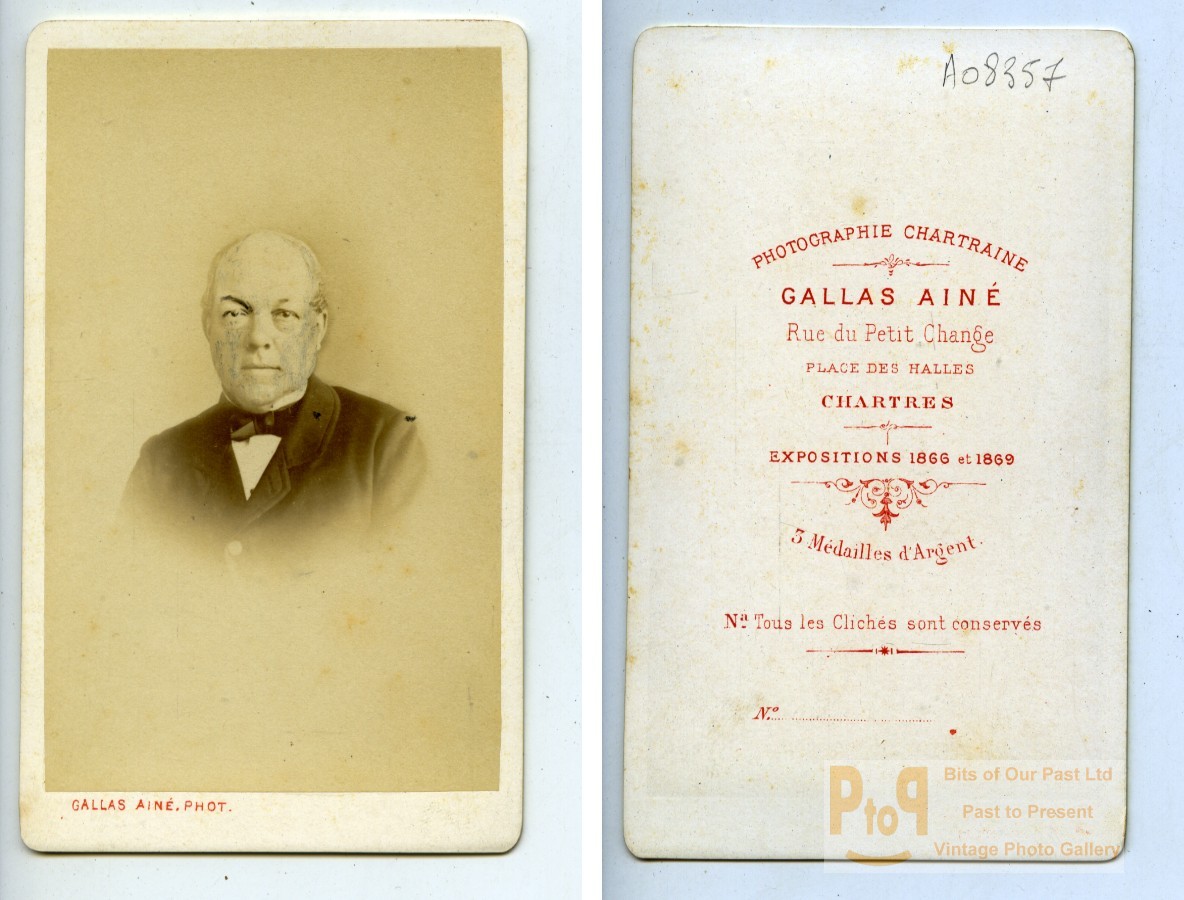 GALLAS AINÉ, PHOT.
A08357
PHOTOGRAPHIE CHARTRAINE
GALLAS AINÉ
Rue du Petit Change
PLACE DES HALLES
CHARTRES
EXPOSITIONS 1866 et 1869
3 Médailles d'Argent.
Nª Tous les Clichés sont conservés
N.º
PtoP
Bits of Our Past Ltd
Past to Present
Vintage Photo Gallery